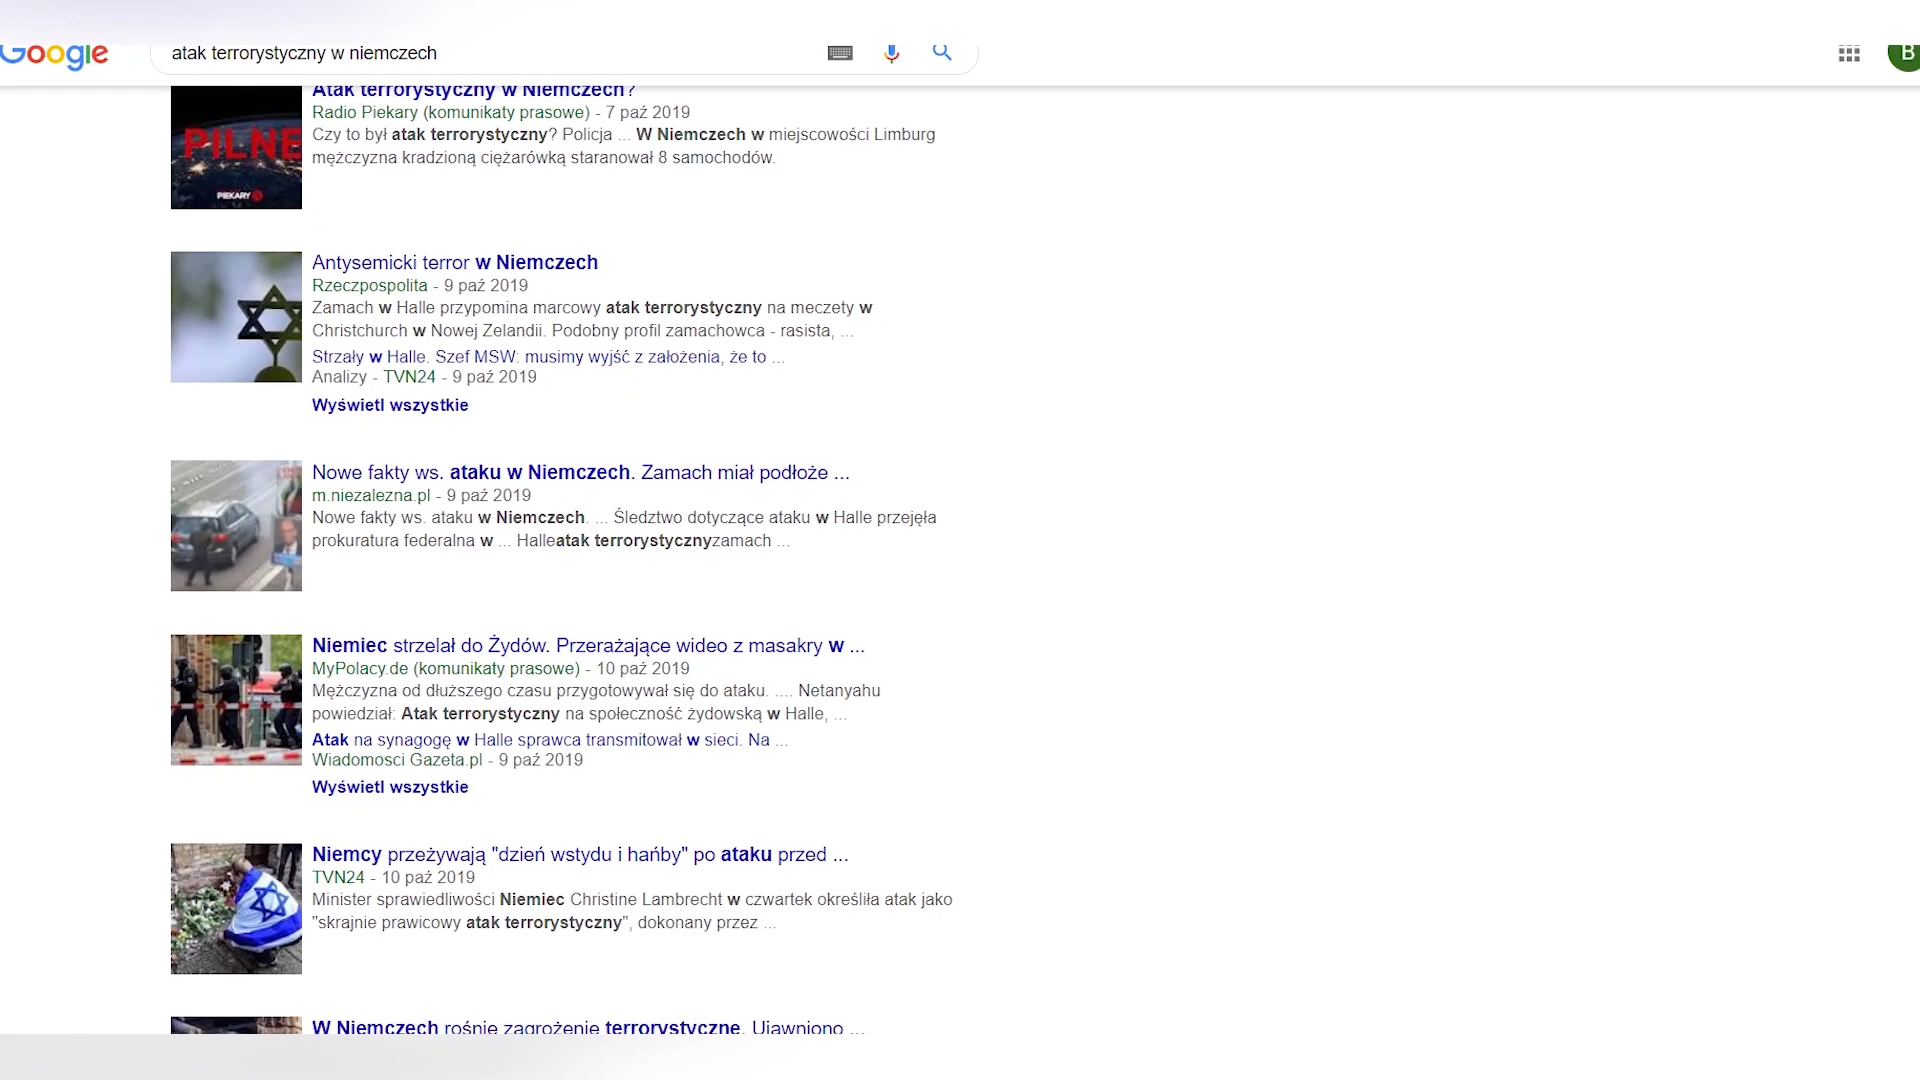 Google
atak terrorystyczny w niemczech
B
Atak terrorystyczny w Niemczech?
Radio Piekary (komunikaty prasowe) - 7 paź 2019
Czy to był atak terrorystyczny? Policja ... W Niemczech w miejscowości Limburg
mężczyzna kradzioną ciężarówką staranował 8 samochodów.
PILNE
PIEKARY
Antysemicki terror w Niemczech
Rzeczpospolita - 9 paź 2019
Zamach w Halle przypomina marcowy atak terrorystyczny na meczety w
Christchurch w Nowej Zelandii. Podobny profil zamachowca - rasista, ...
Strzały w Halle. Szef MSW: musimy wyjść z założenia, że to ...
Analizy - TVN24 - 9 paź 2019
Wyświetl wszystkie
Nowe fakty ws. ataku w Niemczech. Zamach miał podłoże ...
m.niezalezna.pl - 9 paź 2019
Nowe fakty ws. ataku w Niemczech. ... Śledztwo dotyczące ataku w Halle przejęła
prokuratura federalna w ... Halleatak terrorystycznyzamach ...
Niemiec strzelał do Żydów. Przerażające wideo z masakry w ...
MyPolacy.de (komunikaty prasowe) - 10 paź 2019
Mężczyzna od dłuższego czasu przygotowywał się do ataku. .... Netanyahu
powiedział: Atak terrorystyczny na społeczność żydowską w Halle, ...
Atak na synagogę w Halle sprawca transmitował w sieci. Na ...
Wiadomosci Gazeta.pl - 9 paź 2019
Wyświetl wszystkie
Niemcy przeżywają "dzień wstydu i hańby" po ataku przed ...
TVN24 - 10 paź 2019
Minister sprawiedliwości Niemiec Christine Lambrecht w czwartek określiła atak jako
"skrajnie prawicowy atak terrorystyczny", dokonany przez ...
W Niemczech rośnie zagrożenie terrorystyczne. Ujawniono ...